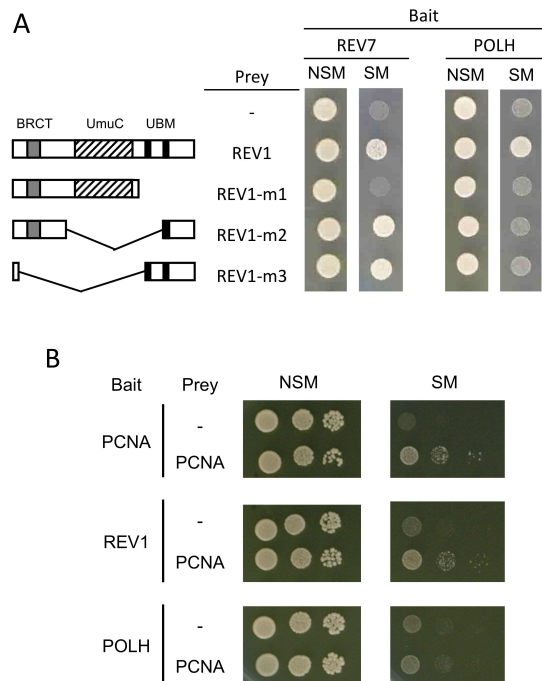 A
Bait
REV7 POLH
Prey NSM SM NSM SM
-
BRCT UmuC UBM
REV1
REV1-m1
REV1-m2
REV1-m3
B
Bait Prey NSM SM
-
PCNA
PCNA
-
REV1
PCNA
-
POLH
PCNA